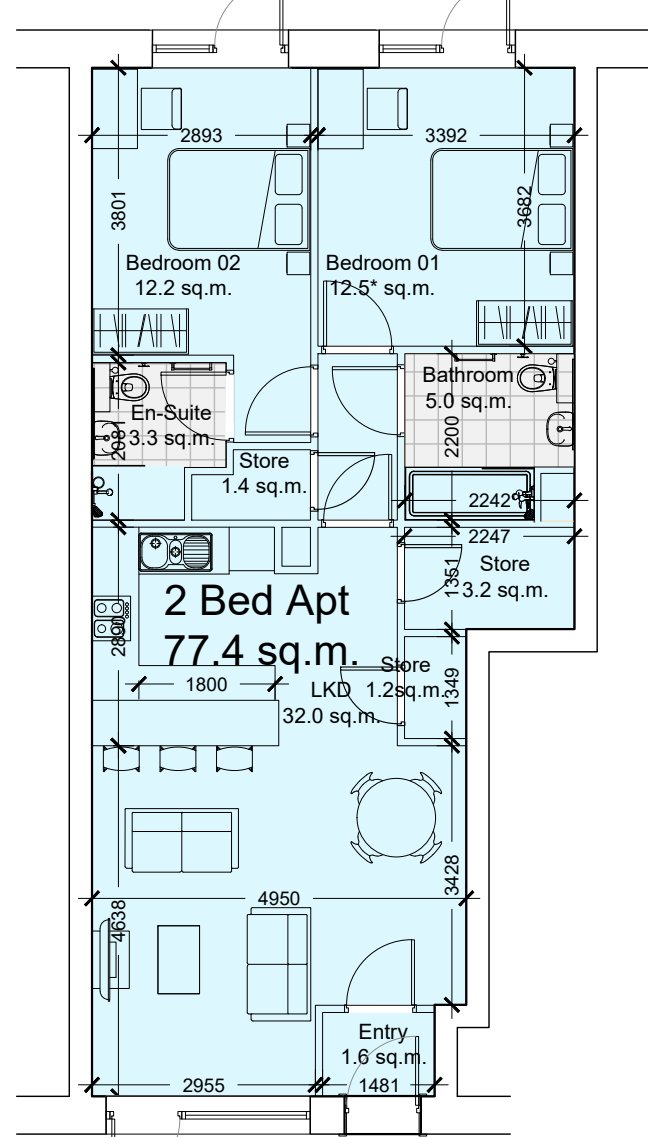 2893
3392
3801
3682
Bedroom 02
12.2 sq.m.
Bedroom 01
12.5* sq.m.
En-Suite
3.3 sq.m.
2081
Bathroom
5.0 sq.m.
2200
Store
1.4 sq.m.
2242
2247
Store
3.2 sq.m.
1351
2 Bed Apt
77.4 sq.m.
2890
1800
LKD
32.0 sq.m.
Store
1.2sq.m.
1349
3428
4950
4638
Entry
1.6 sq.m.
2955
1481